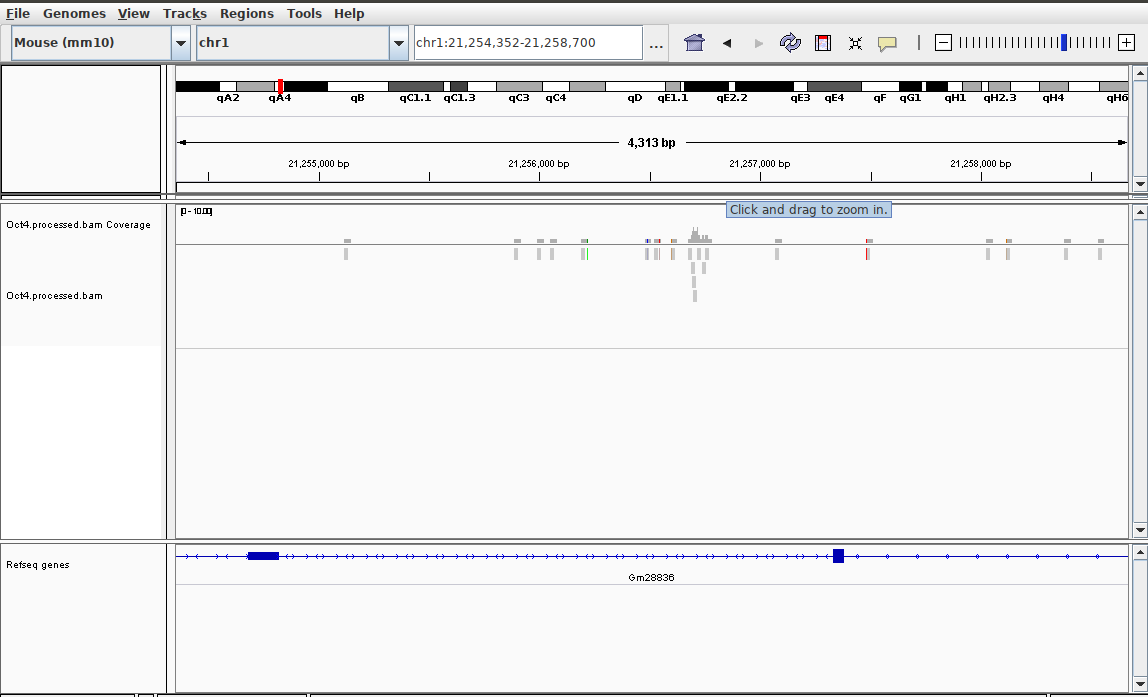 File Genomes View Tracks Regions Tools Help
Mouse (mm10) chr1 chr1:21,254,352-21,258,700 ...
qA2 qA4 qB qC1.1 qC1.3 qC3 qC4 qD qE1.1 qE2.2 qE3 qE4 qF qG1 qH1 qH2.3 qH4 qH6
4,313 bp
21,255,000 bp 21,256,000 bp 21,257,000 bp 21,258,000 bp
[0 - 10.00] Click and drag to zoom in.
Oct4.processed.bam Coverage
Oct4.processed.bam
Refseq genes
Gm28836